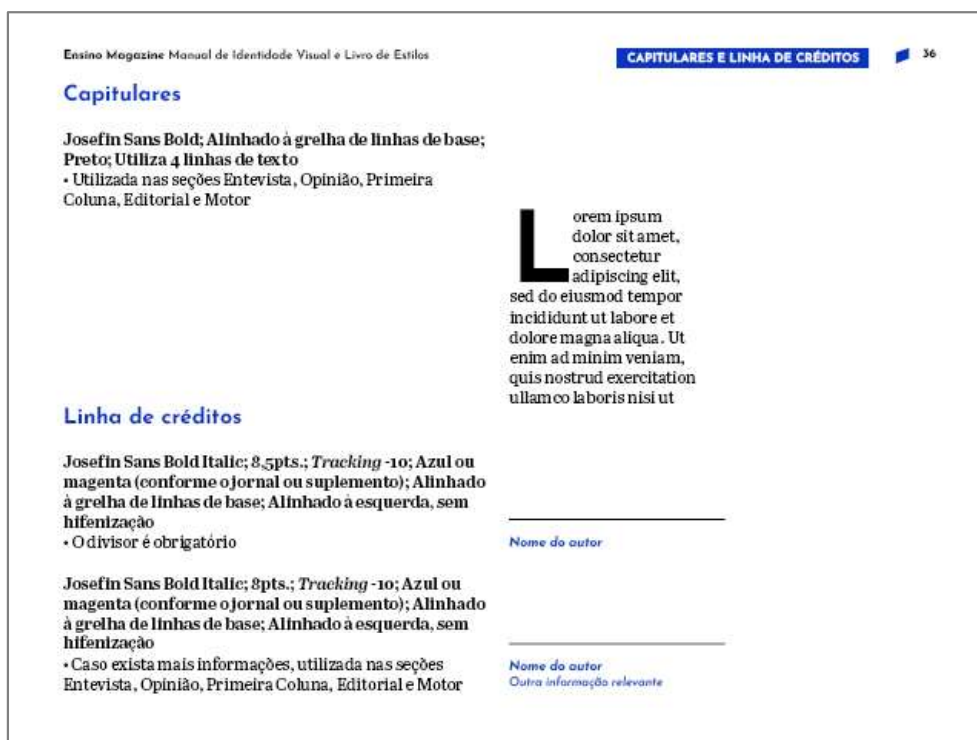 Ensino Magazine Manual de Identidade Visual e Livro de Estilos
CAPITULARES E LINHA DE CRÉDITOS
36
Capitulares
Josefin Sans Bold; Alinhado à grelha de linhas de base;
Preto; Utiliza 4 linhas de texto
• Utilizada nas seções Entevista, Opinião, Primeira
Coluna, Editorial e Motor
Lorem ipsum
dolor sit amet,
consectetur
adipiscing elit,
sed do eiusmod tempor
incididunt ut labore et
dolore magna aliqua. Ut
enim ad minim veniam,
quis nostrud exercitation
ullamco laboris nisi ut
Linha de créditos
Josefin Sans Bold Italic; 8,5pts.; Tracking -10; Azul ou
magenta (conforme o jornal ou suplemento); Alinhado
à grelha de linhas de base; Alinhado à esquerda, sem
hifenização
• O divisor é obrigatório
Nome do autor
Josefin Sans Bold Italic; 8pts.; Tracking -10; Azul ou
magenta (conforme o jornal ou suplemento); Alinhado
à grelha de linhas de base; Alinhado à esquerda, sem
hifenização
• Caso exista mais informações, utilizada nas seções
Entevista, Opinião, Primeira Coluna, Editorial e Motor
Nome do autor
Outra informação relevante